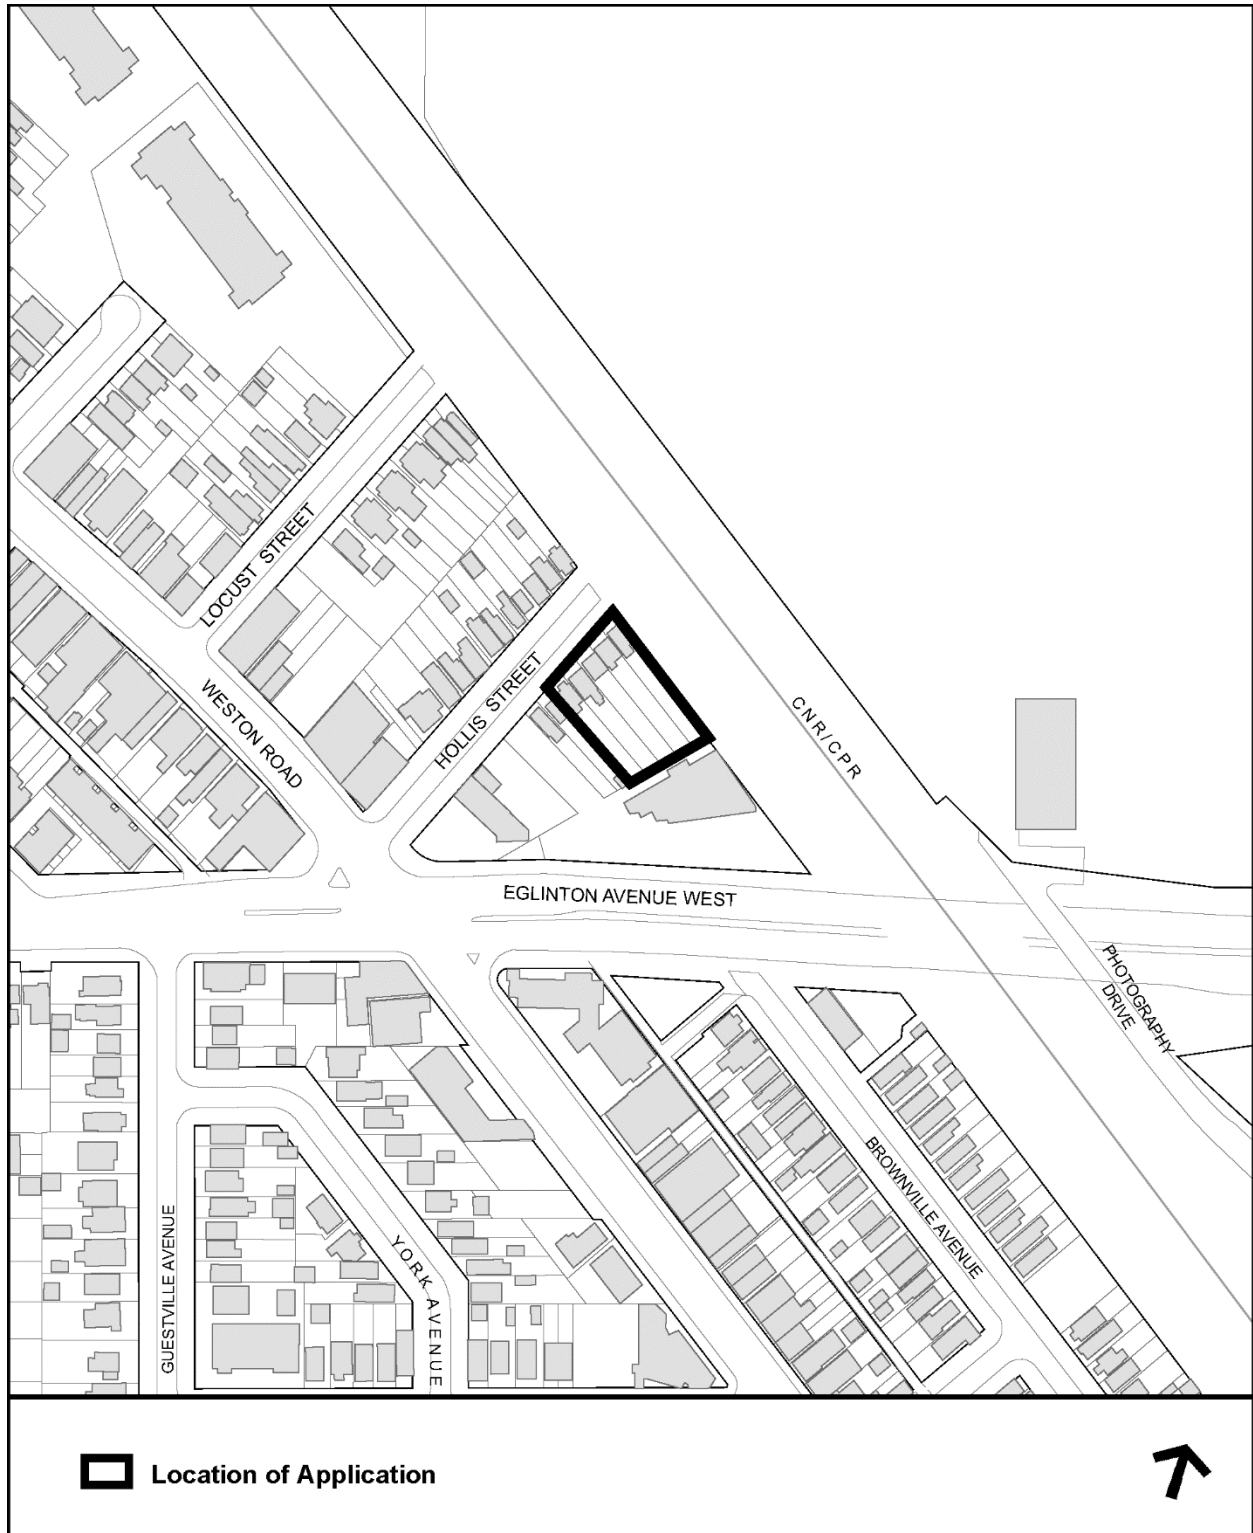 LOCUST STREET
WESTON ROAD
HOLLIS STREET
CNR/CPR
EGLINTON AVENUE WEST
PHOTOGRAPHY
DRIVE
BROWNVILLE AVENUE
GUESTVILLE AVENUE
YORK AVENUE
Location of Application